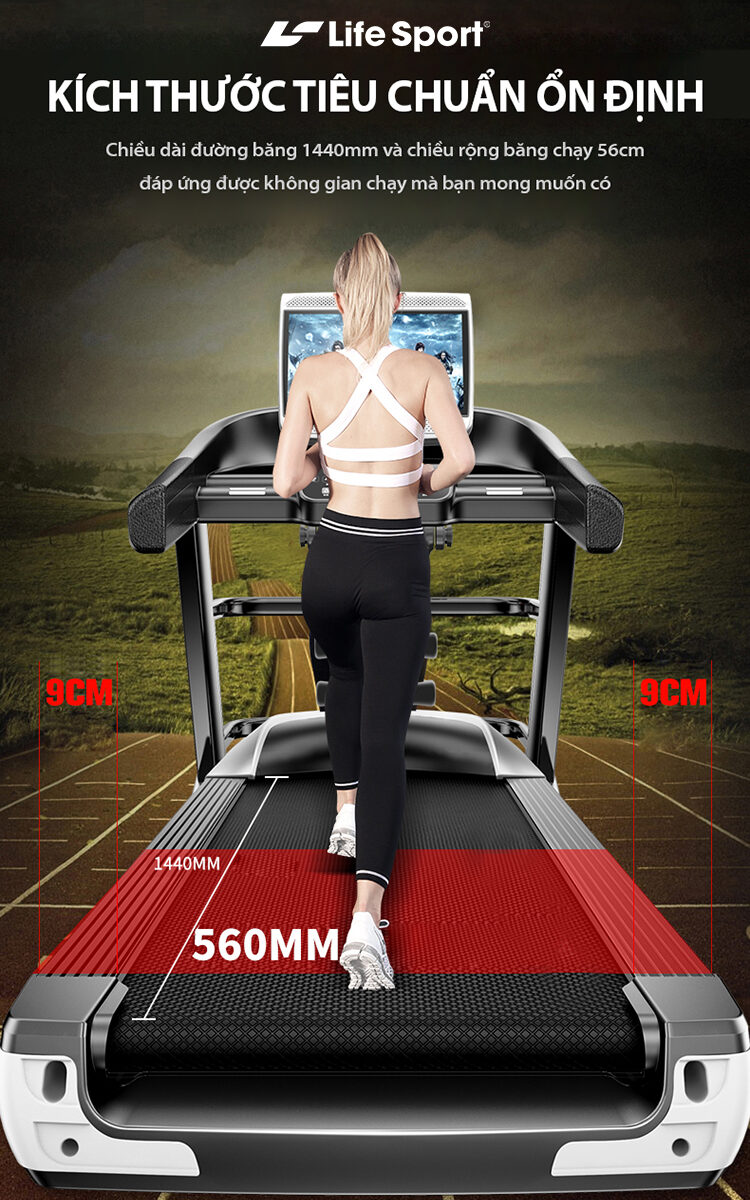 Life Sport®
KÍCH THƯỚC TIÊU CHUẨN ỔN ĐỊNH
Chiều dài đường băng 1440mm và chiều rộng băng chạy 56cm
đáp ứng được không gian chạy mà bạn mong muốn có
9CM 9CM
1440MM
560MM